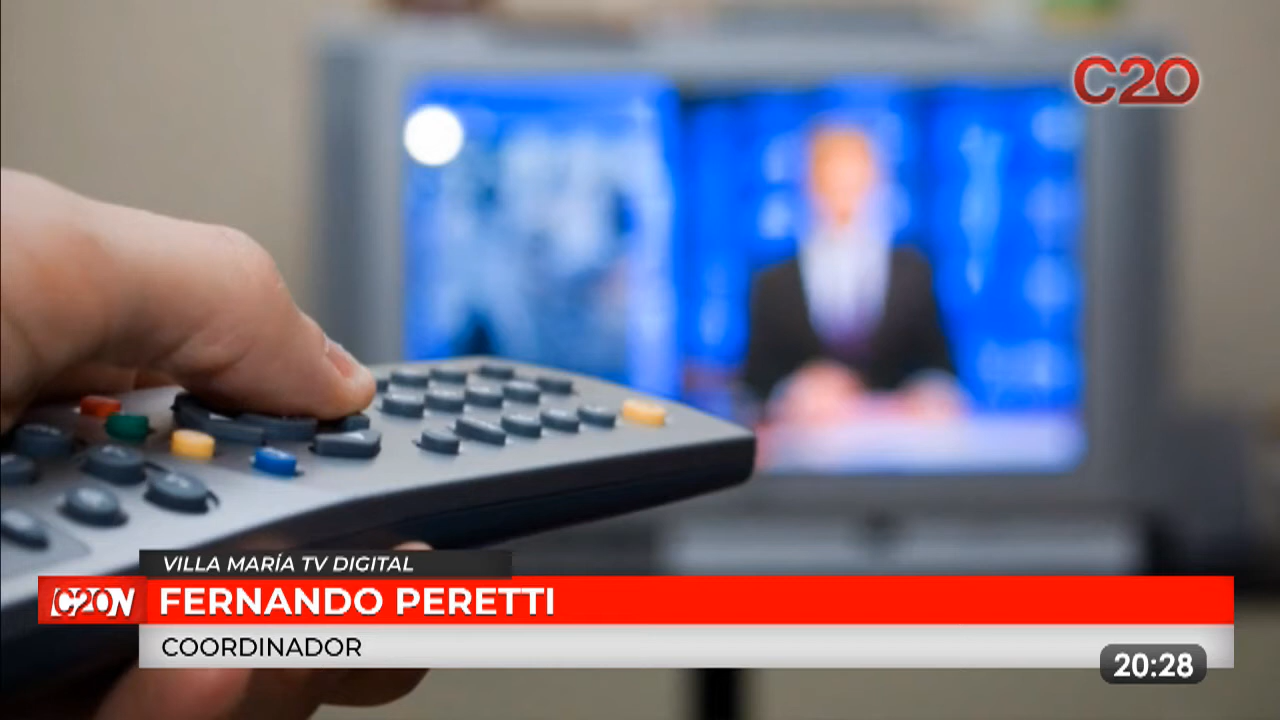 C20
VILLA MARÍA TV DIGITAL
C20N
FERNANDO PERETTI
COORDINADOR
20:28